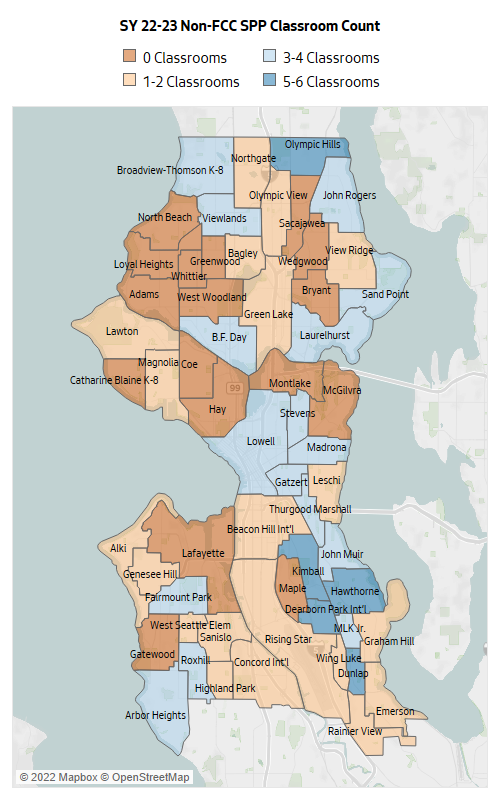 SY 22-23 Non-FCC SPP Classroom Count
0 Classrooms
3-4 Classrooms
1-2 Classrooms
5-6 Classrooms
Olympic Hills
Northgate
Broadview-Thomson K-8
Olympic View
John Rogers
North Beach
Viewlands
Sacajawea
Bagley
View Ridge
Loyal Heights
Greenwood
Wedgwood
Whittier
Adams
West Woodland
Bryant
Sand Point
Green Lake
Lawton
B.F. Day
Laurelhurst
Magnolia
Coe
Catharine Blaine K-8
99
Montlake
McGilvra
Hay
Stevens
Lowell
Madrona
Gatzert
Leschi
Thurgood Marshall
Beacon Hill Int'l
Alki
Lafayette
John Muir
Genesee Hill
Kimball
Maple
Hawthorne
Fairmount Park
Dearborn Park Int'l
West Seattle Elem
MLK Jr.
Sanislo
Rising Star
Graham Hill
Gatewood
Roxhill
Concord Int'l
Wing Luke
Dunlap
Highland Park
Arbor Heights
Emerson
Rainier View
© 2022 Mapbox © OpenStreetMap